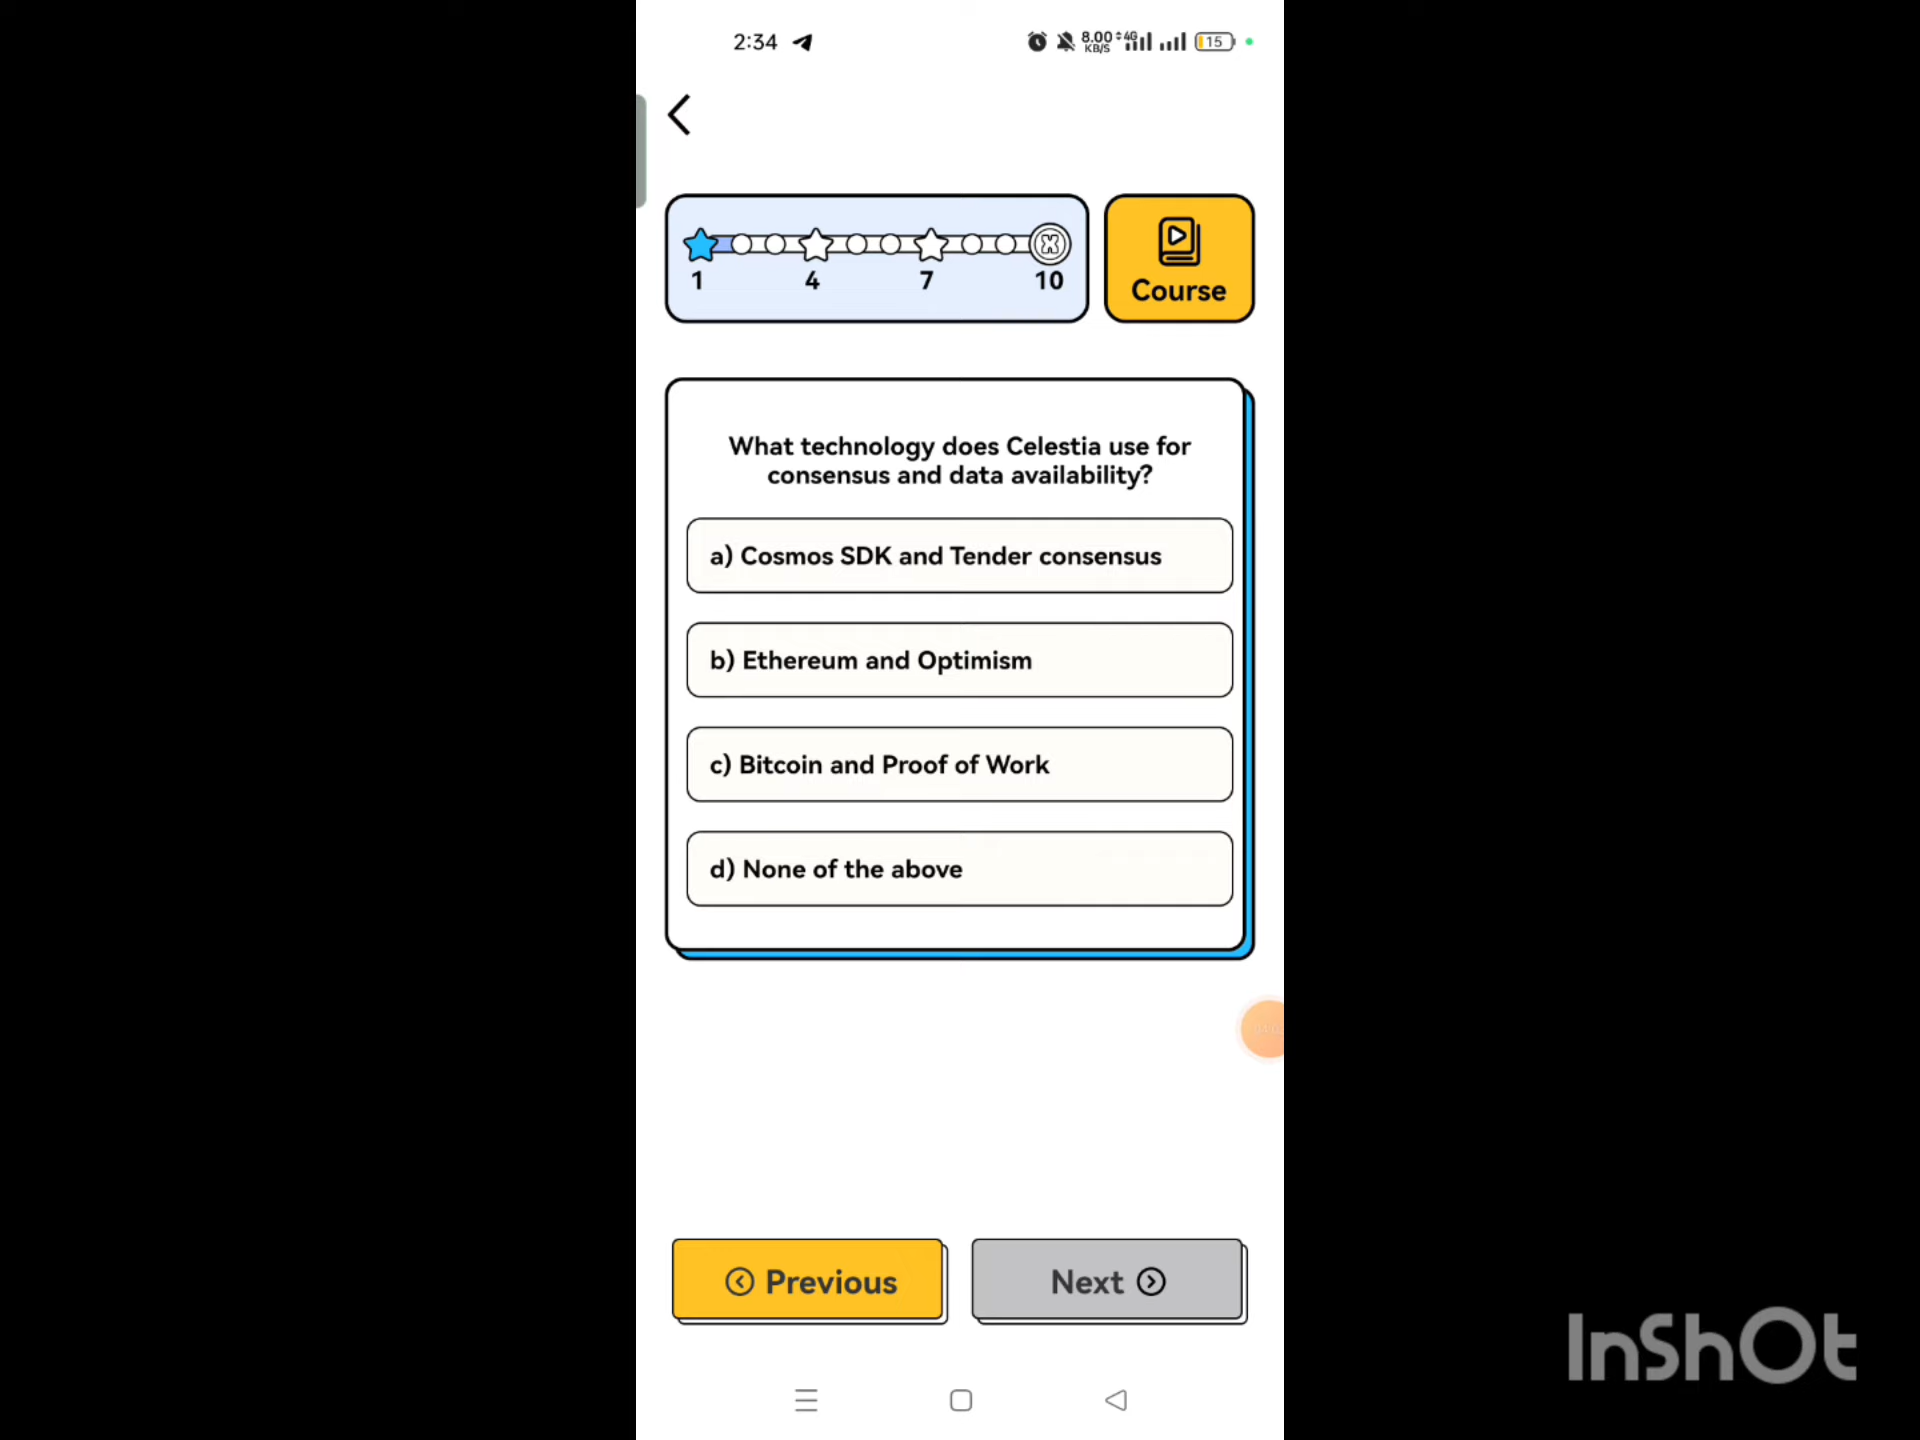 2:34
8.00 4G
KB/S
15
1 4 7 10
Course
What technology does Celestia use for
consensus and data availability?
a) Cosmos SDK and Tender consensus
b) Ethereum and Optimism
c) Bitcoin and Proof of Work
d) None of the above
Previous
Next
InShOt